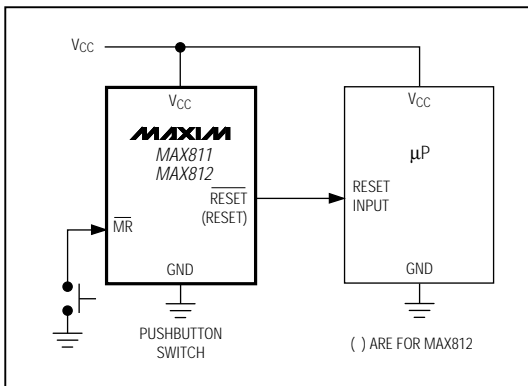 VCC
VCC
MAXIM
MAX811
MAX812
RESET
(RESET)
MR
GND
PUSHBUTTON
SWITCH
VCC
µP
RESET
INPUT
GND
( ) ARE FOR MAX812